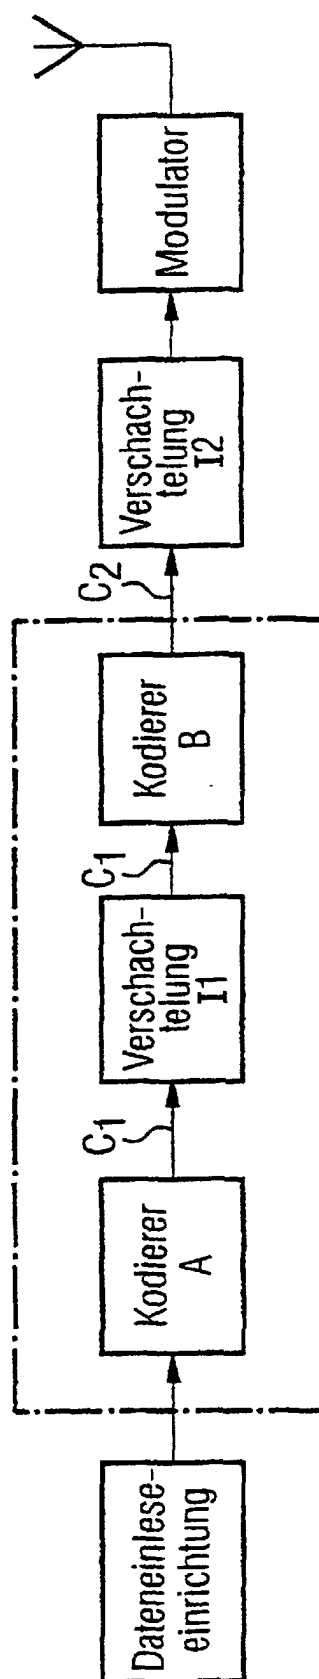 Dateneinlese-
einrichtung
Kodierer
A
C1
Verschach-
telung
I1
C1
Kodierer
B
C2
Verschach-
telung
I2
Modulator